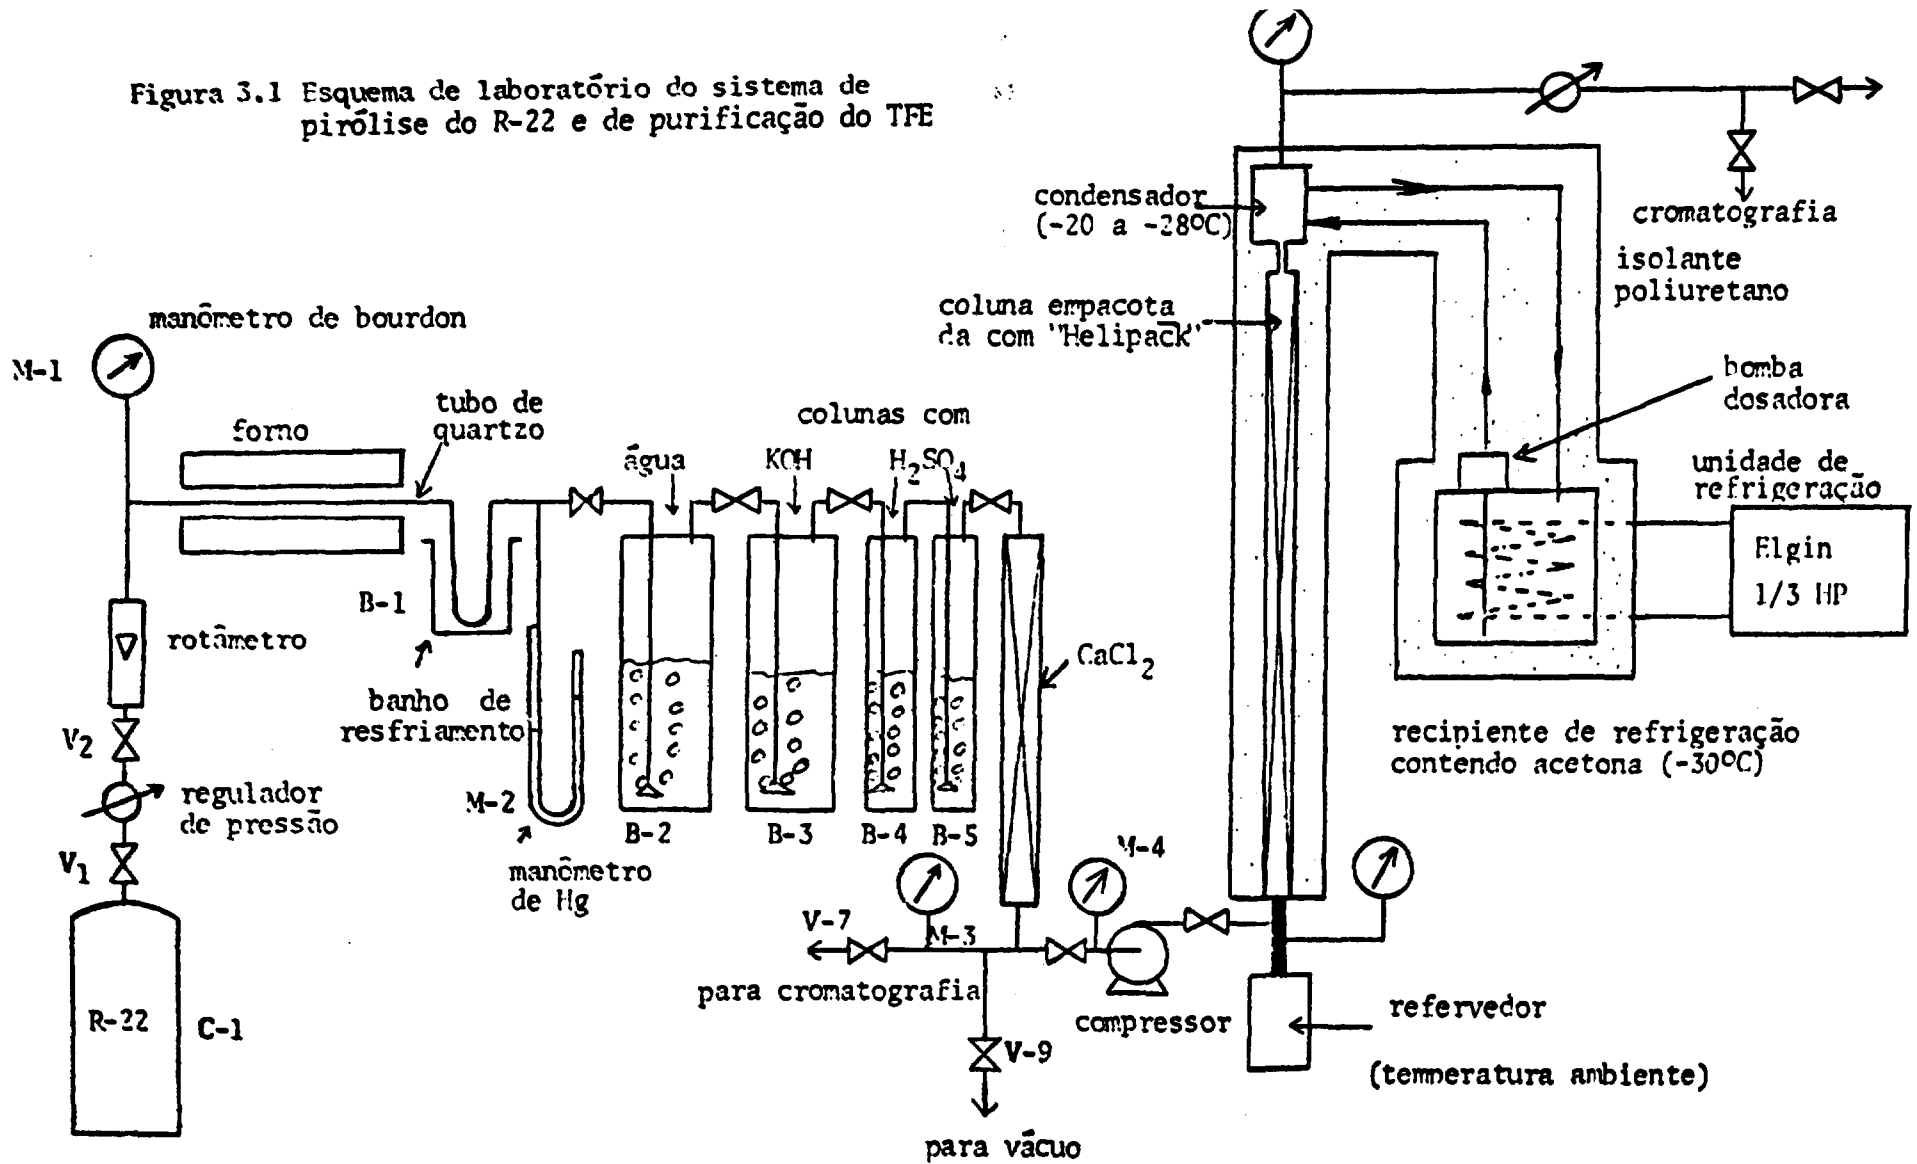 Figura 3.1 Esquema de laboratório do sistema de
pirólise do R-22 e de purificação do TFE
condensador
(-20 a -28ºC)
cromatografia
isolante
poliuretano
coluna empacota
da com "Helipack"
manômetro de bourdon
M-1
bomba
dosadora
tubo de
quartzo
forno
colunas com
água
KOH
H2SO4
unidade de
refrigeração
Elgin
1/3 HP
B-1
rotâmetro
CaCl2
banho de
resfriamento
recipiente de refrigeração
contendo acetona (-30ºC)
V2
regulador
de pressão
M-2
B-2
B-3
B-4
B-5
V1
manômetro
de Hg
M-4
V-7
M-3
para cromatografia
compressor
refervedor
(temperatura ambiente)
R-22
C-1
V-9
para vácuo